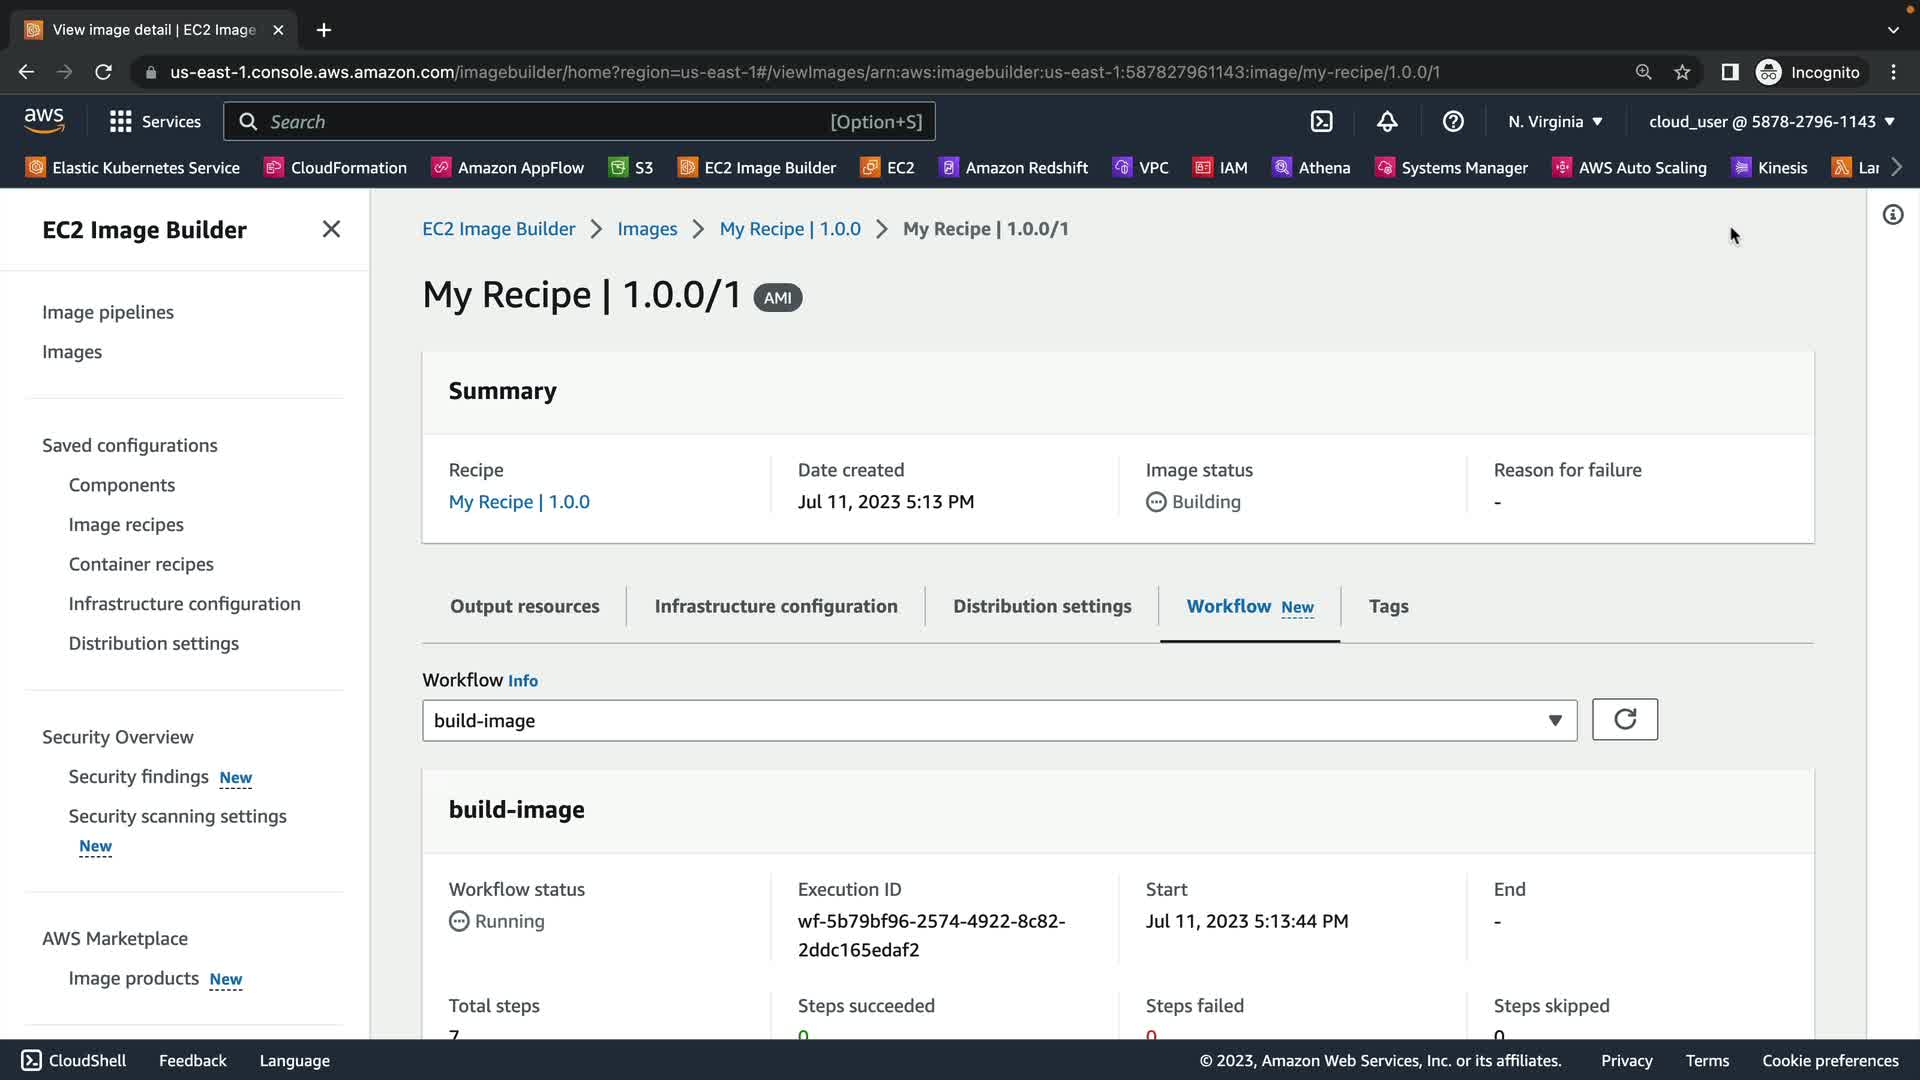 View image detail | EC2 Image
us-east-1.console.aws.amazon.com/imagebuilder/home?region=us-east-1#/viewImages/arn:aws:imagebuilder:us-east-1:587827961143:image/my-recipe/1.0.0/1
Incognito
aws
Services
Search
[Option+S]
N. Virginia
cloud_user @ 5878-2796-1143
Elastic Kubernetes Service
CloudFormation
Amazon AppFlow
S3
EC2 Image Builder
EC2
Amazon Redshift
VPC
IAM
Athena
Systems Manager
AWS Auto Scaling
Kinesis
Lar
EC2 Image Builder
Image pipelines
Images
Saved configurations
Components
Image recipes
Container recipes
Infrastructure configuration
Distribution settings
Security Overview
Security findings New
Security scanning settings
New
AWS Marketplace
Image products New
EC2 Image Builder
Images
My Recipe | 1.0.0
My Recipe | 1.0.0/1
My Recipe | 1.0.0/1 AMI
Summary
Recipe
My Recipe | 1.0.0
Date created
Jul 11, 2023 5:13 PM
Image status
Building
Reason for failure
-
Output resources
Infrastructure configuration
Distribution settings
Workflow New
Tags
Workflow Info
build-image
build-image
Workflow status
Running
Execution ID
wf-5b79bf96-2574-4922-8c82-
2ddc165edaf2
Start
Jul 11, 2023 5:13:44 PM
End
-
Total steps
7
Steps succeeded
0
Steps failed
0
Steps skipped
0
CloudShell
Feedback
Language
© 2023, Amazon Web Services, Inc. or its affiliates.
Privacy
Terms
Cookie preferences